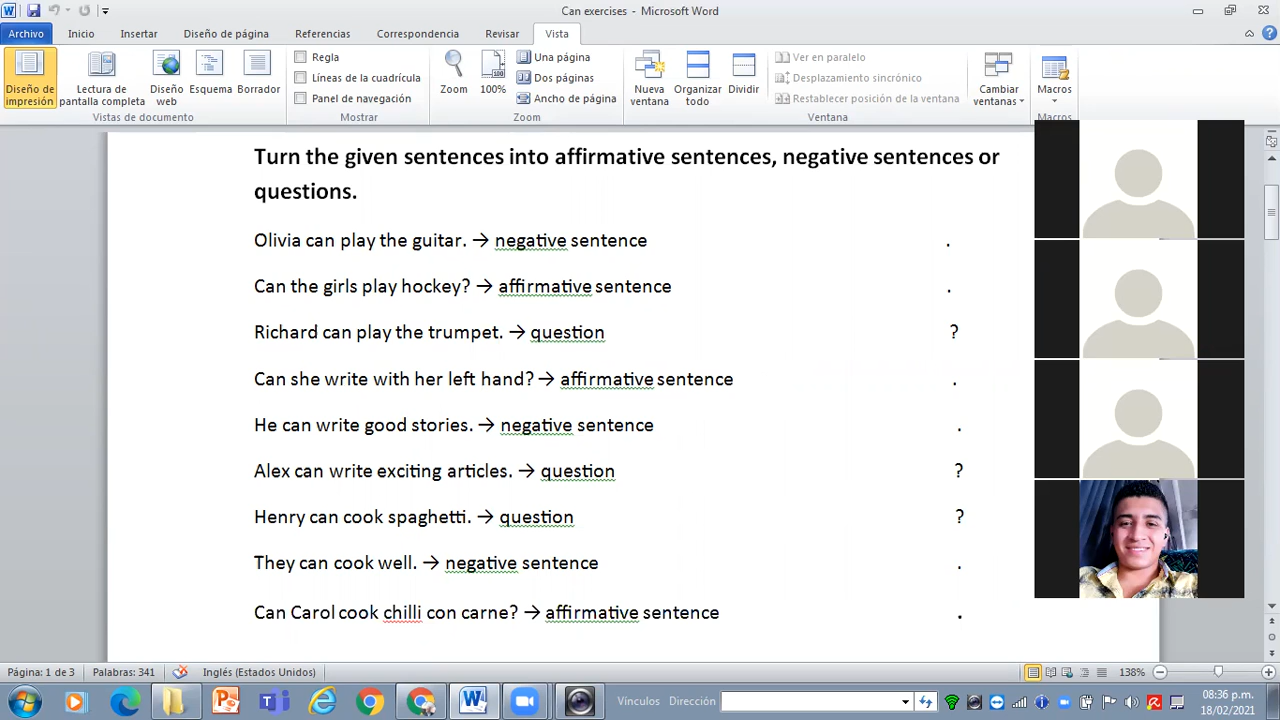 Can exercises - Microsoft Word
Archivo Inicio Insertar Diseño de página Referencias Correspondencia Revisar Vista
Diseño de impresión
Lectura de pantalla completa
Diseño web
Esquema
Borrador
Vistas de documento
Regla
Líneas de la cuadrícula
Panel de navegación
Mostrar
Zoom
100%
Una página
Dos páginas
Ancho de página
Zoom
Nueva ventana
Organizar todo
Dividir
Ver en paralelo
Desplazamiento sincrónico
Restablecer posición de la ventana
Cambiar ventanas
Ventana
Macros
Macros
Turn the given sentences into affirmative sentences, negative sentences or
questions.
Olivia can play the guitar. → negative sentence .
Can the girls play hockey? → affirmative sentence .
Richard can play the trumpet. → question ?
Can she write with her left hand? → affirmative sentence .
He can write good stories. → negative sentence .
Alex can write exciting articles. → question ?
Henry can cook spaghetti. → question ?
They can cook well. → negative sentence .
Can Carol cook chilli con carne? → affirmative sentence .
Página: 1 de 3 Palabras: 341 Inglés (Estados Unidos) 138%
Vínculos Dirección
08:36 p.m.
18/02/2021